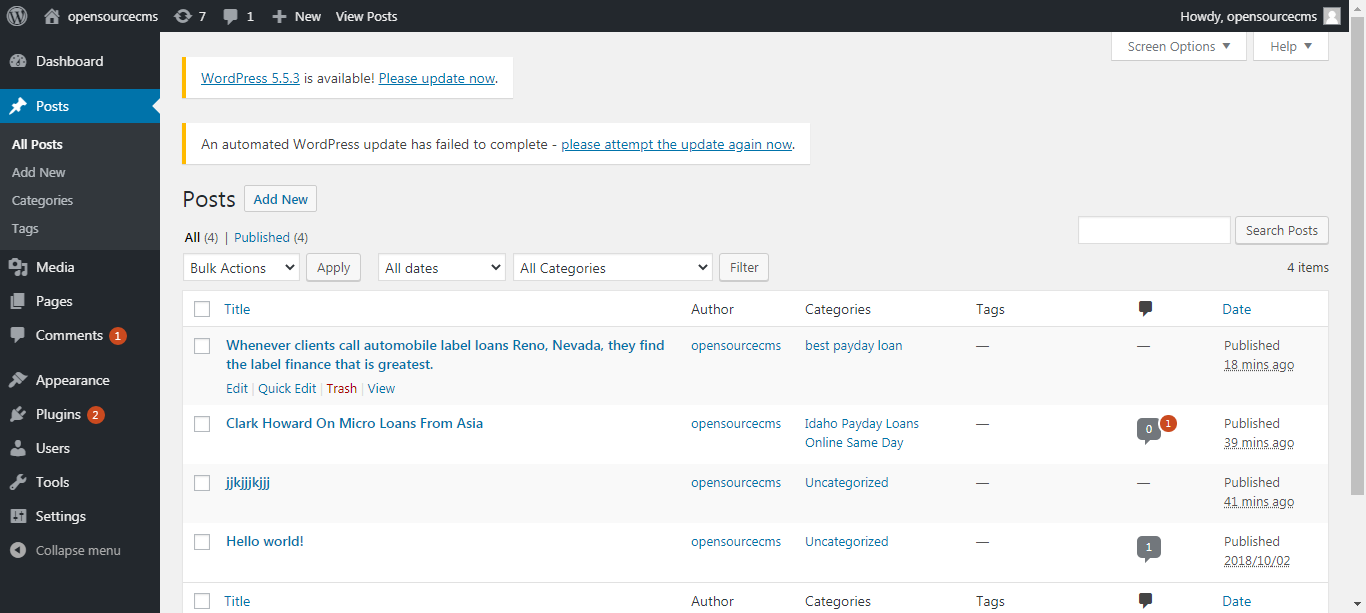 opensourcecms 7 1 New View Posts Howdy, opensourcecms
Screen Options Help
Dashboard
Posts
All Posts
Add New
Categories
Tags
Media
Pages
Comments 1
Appearance
Plugins 2
Users
Tools
Settings
Collapse menu
WordPress 5.5.3 is available! Please update now.
An automated WordPress update has failed to complete - please attempt the update again now.
Posts Add New
All (4) | Published (4)
Search Posts
Bulk Actions Apply All dates All Categories Filter 4 items
Title Author Categories Tags Date
Whenever clients call automobile label loans Reno, Nevada, they find opensourcecms best payday loan — — Published
the label finance that is greatest. 18 mins ago
Edit | Quick Edit | Trash | View
Clark Howard On Micro Loans From Asia opensourcecms Idaho Payday Loans — 0 1 Published
Online Same Day 39 mins ago
jjkjjjkjjj opensourcecms Uncategorized — — Published
41 mins ago
Hello world! opensourcecms Uncategorized — 1 Published
2018/10/02
Title Author Categories Tags Date